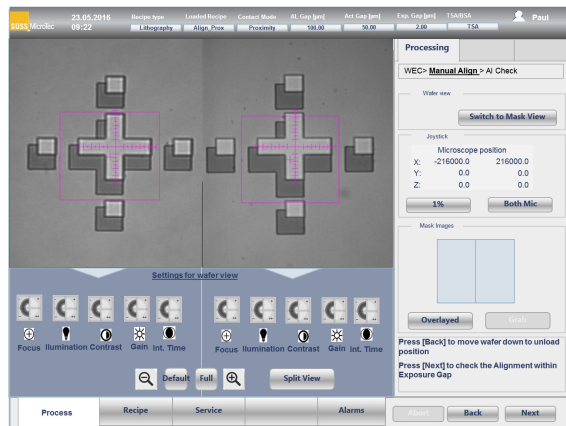 SUSS MicroTec
23.05.2016
09:22
Recipe type
Lithography
Loaded Recipe
Align_Prox
Contact Mode
Proximity
AL Gap [µm]
100.00
Act Gap [µm]
50.00
Exp. Gap [µm]
2.00
TSA/BSA
TSA
Paul
Processing
WEC> Manual Align > Al Check
Wafer view
Switch to Mask View
Joystick
Microscope position
X: -216000.0 216000.0
Y: 0.0 0.0
Z: 0.0 0.0
1% Both Mic
Mask Images
Overlayed Grab
Settings for wafer view
Focus Ilumination Contrast Gain Int. Time
Focus Ilumination Contrast Gain Int. Time
Default Full Split View
Press [Back] to move wafer down to unload
position
Press [Next] to check the Alignment within
Exposure Gap
Process Recipe Service Alarms Abort Back Next